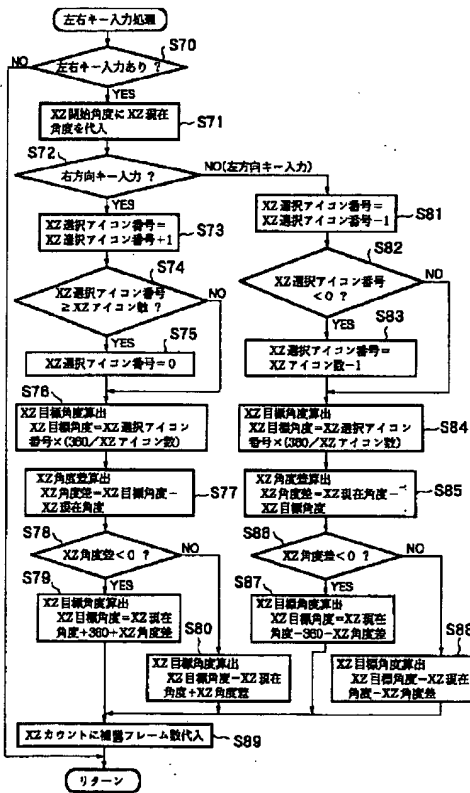 左右キー入力処理
S70
左右キー入力あり？
NO
YES
XZ開始角度にXZ現在
角度を代入
S71
S72
右方向キー入力？
NO(左方向キー入力)
YES
XZ選択アイコン番号＝
XZ選択アイコン番号＋1
S73
XZ選択アイコン番号＝
XZ選択アイコン番号－1
S81
S74
XZ選択アイコン番号
≥XZアイコン数？
NO
YES
S82
XZ選択アイコン番号
<0？
NO
YES
S75
XZ選択アイコン番号＝0
S83
XZ選択アイコン番号＝
XZアイコン数－1
S76
XZ目標角度算出
XZ目標角度＝XZ選択アイコン
番号×(360/XZアイコン数)
XZ目標角度算出
XZ目標角度＝XZ選択アイコン
番号×(360/XZアイコン数)
S84
XZ角度差算出
XZ角度差＝XZ目標角度－
XZ現在角度
S77
XZ角度差算出
XZ角度差＝XZ現在角度－
XZ目標角度
S85
S78
XZ角度差<0？
NO
YES
S86
XZ角度差<0？
NO
YES
S79
XZ目標角度算出
XZ目標角度＝XZ現在
角度＋360＋XZ角度差
S87
XZ目標角度算出
XZ目標角度＝XZ現在
角度－360－XZ角度差
S80
XZ目標角度算出
XZ目標角度＝XZ現在
角度＋XZ角度差
S88
XZ目標角度算出
XZ目標角度＝XZ現在
角度－XZ角度差
XZカウントに補間フレーム数代入
S89
リターン